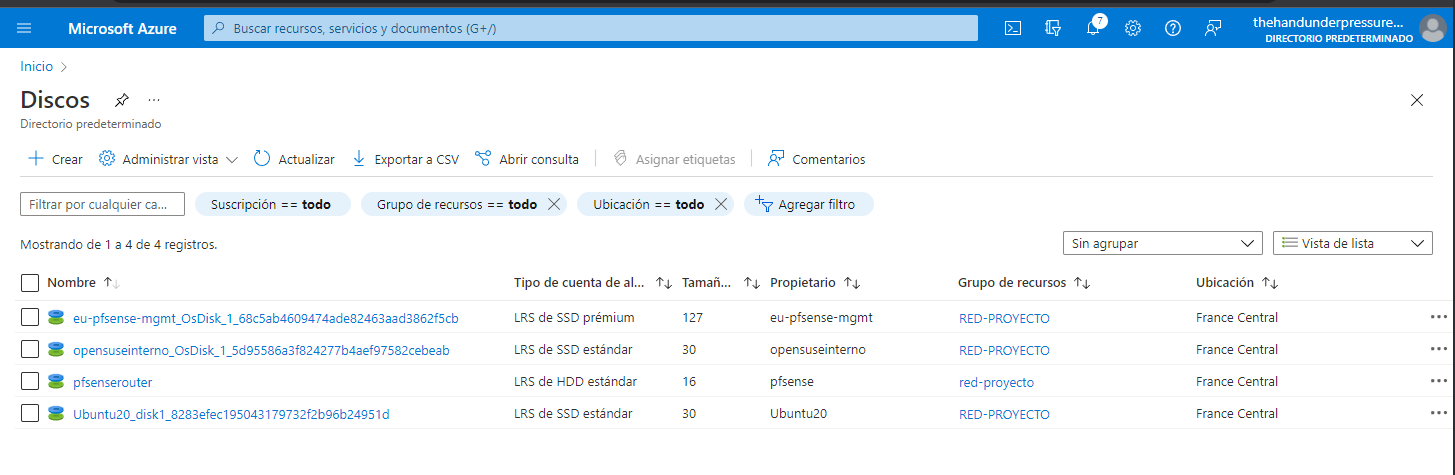 Microsoft Azure
Buscar recursos, servicios y documentos (G+/)
7
thehandunderpressure...
DIRECTORIO PREDETERMINADO
Inicio
Discos
...
Directorio predeterminado
Crear
Administrar vista
Actualizar
Exportar a CSV
Abrir consulta
Asignar etiquetas
Comentarios
Filtrar por cualquier ca...
Suscripción == todo
Grupo de recursos == todo
Ubicación == todo
Agregar filtro
Mostrando de 1 a 4 de 4 registros.
Sin agrupar
Vista de lista
Nombre Tipo de cuenta de al... Tamañ... Propietario Grupo de recursos Ubicación
eu-pfsense-mgmt_OsDisk_1_68c5ab4609474ade82463aad3862f5cb LRS de SSD prémium 127 eu-pfsense-mgmt RED-PROYECTO France Central
opensuseinterno_OsDisk_1_5d95586a3f824277b4aef97582cebeab LRS de SSD estándar 30 opensuseinterno RED-PROYECTO France Central
pfsenserouter LRS de HDD estándar 16 pfsense red-proyecto France Central
Ubuntu20_disk1_8283efec195043179732f2b96b24951d LRS de SSD estándar 30 Ubuntu20 RED-PROYECTO France Central